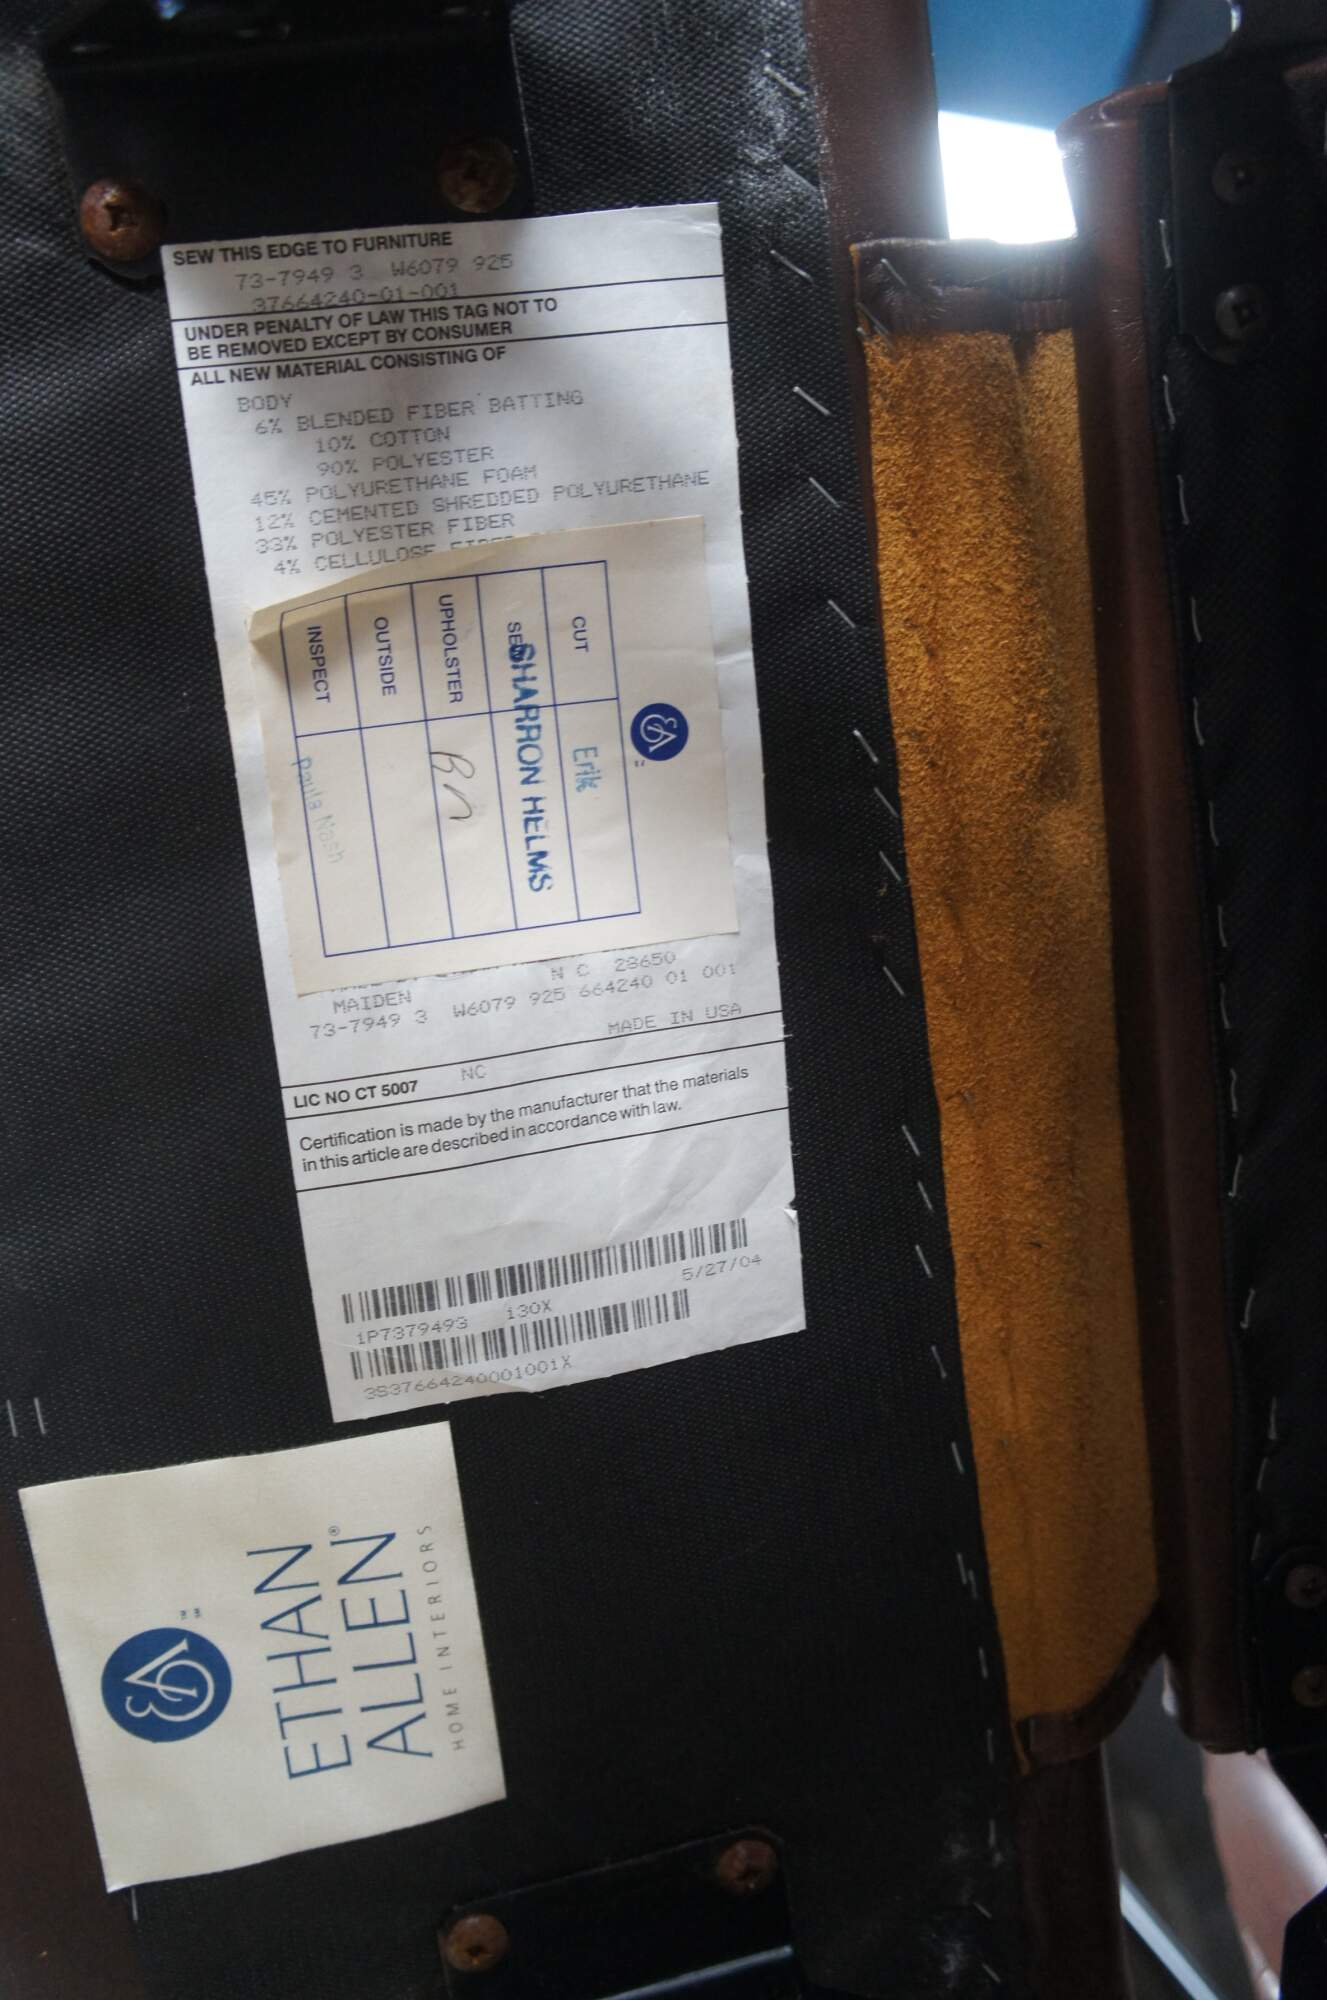 SEW THIS EDGE TO FURNITURE
73-7949 3 W6079 925
37664240-01-001
UNDER PENALTY OF LAW THIS TAG NOT TO
BE REMOVED EXCEPT BY CONSUMER
ALL NEW MATERIAL CONSISTING OF
BODY
6% BLENDED FIBER BATTING
10% COTTON
90% POLYESTER
45% POLYURETHANE FOAM
12% CEMENTED SHREDDED POLYURETHANE
33% POLYESTER FIBER
4% CELLULOSE FIBER
CUT Erik
SEW SHARRON HELMS
UPHOLSTER
OUTSIDE
INSPECT Paula Nash
MAIDEN N C 28650
73-7949 3 W6079 925 664240 01 001
MADE IN USA
LIC NO CT 5007 NC
Certification is made by the manufacturer that the materials
in this article are described in accordance with law.
5/27/04
1P7379493 130X
3S37664240001001X
ETHAN
ALLEN®
HOME INTERIORS